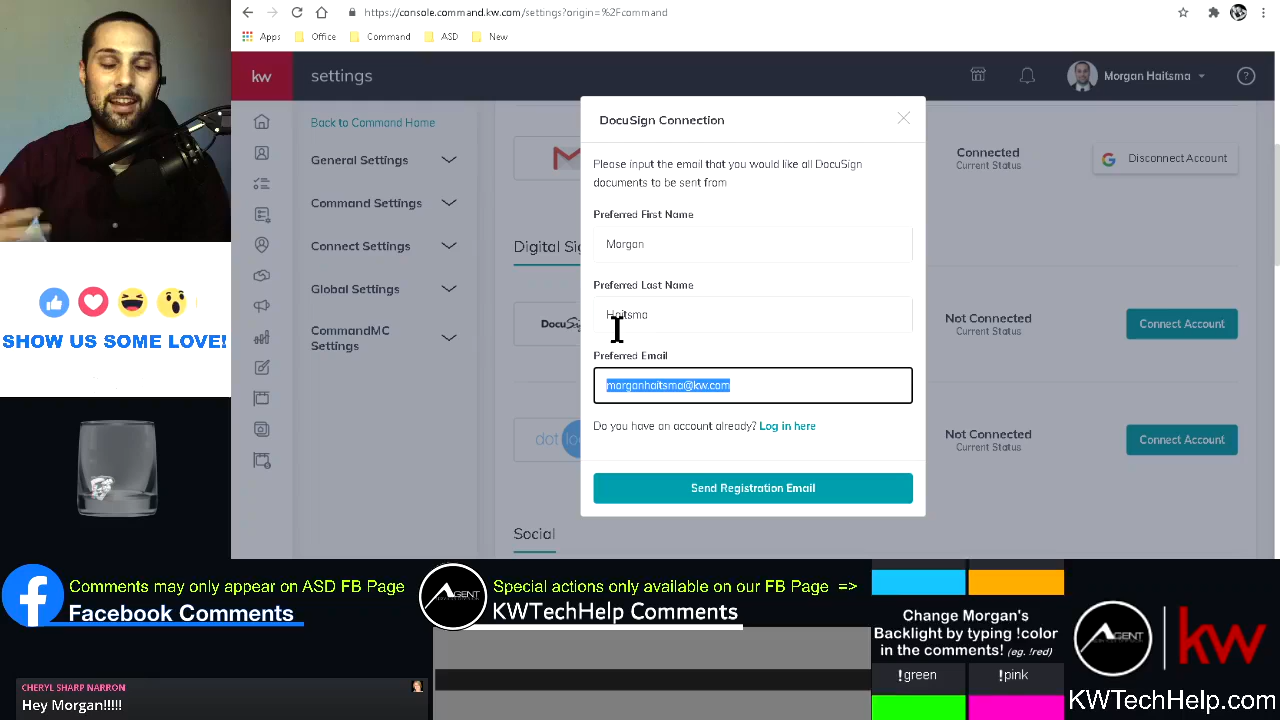 https://console.command.kw.com/settings?origin=%2Fcommand
Apps
Office
Command
ASD
New
kw
settings
Morgan Haitsma
?
Back to Command Home
General Settings
Command Settings
Connect Settings
Global Settings
CommandMC
Settings
Connected
Current Status
Disconnect Account
Digital Si
DocuSi
Not Connected
Current Status
Connect Account
dot lo
Not Connected
Current Status
Connect Account
Social
DocuSign Connection
Please input the email that you would like all DocuSign
documents to be sent from
Preferred First Name
Morgan
Preferred Last Name
Haitsma
Preferred Email
morganhaitsma@kw.com
Do you have an account already? Log in here
Send Registration Email
SHOW US SOME LOVE!
Comments may only appear on ASD FB Page
Facebook Comments
AGENT
Special actions only available on our FB Page =>
KWTechHelp Comments
CHERYL SHARP NARRON
Hey Morgan!!!!!
Change Morgan's
Backlight by typing !color
in the comments! (eg. !red)
!green
!pink
AGENT
kw
KWTechHelp.com